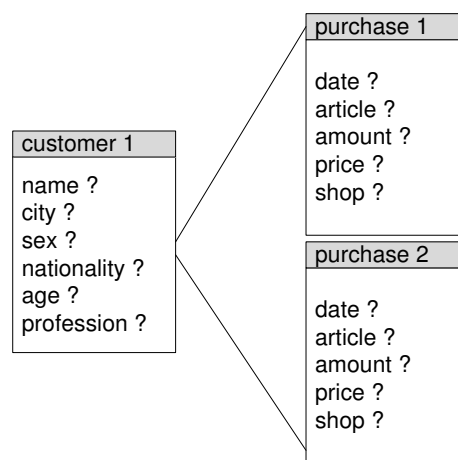 customer 1
name ?
city ?
sex ?
nationality ?
age ?
profession ?
purchase 1
date ?
article ?
amount ?
price ?
shop ?
purchase 2
date ?
article ?
amount ?
price ?
shop ?